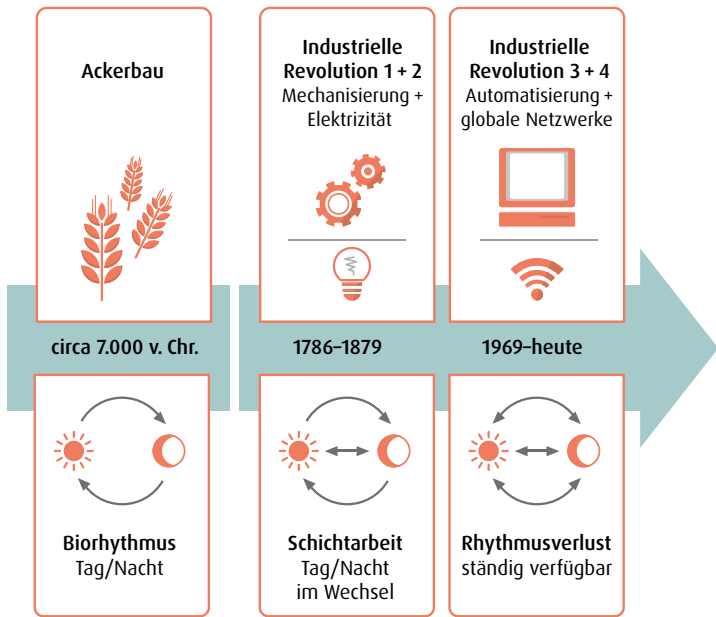 Ackerbau
circa 7.000 v. Chr.
Biorhythmus
Tag/Nacht
Industrielle
Revolution 1 + 2
Mechanisierung +
Elektrizität
1786–1879
Schichtarbeit
Tag/Nacht
im Wechsel
Industrielle
Revolution 3 + 4
Automatisierung +
globale Netzwerke
1969–heute
Rhythmusverlust
ständig verfügbar